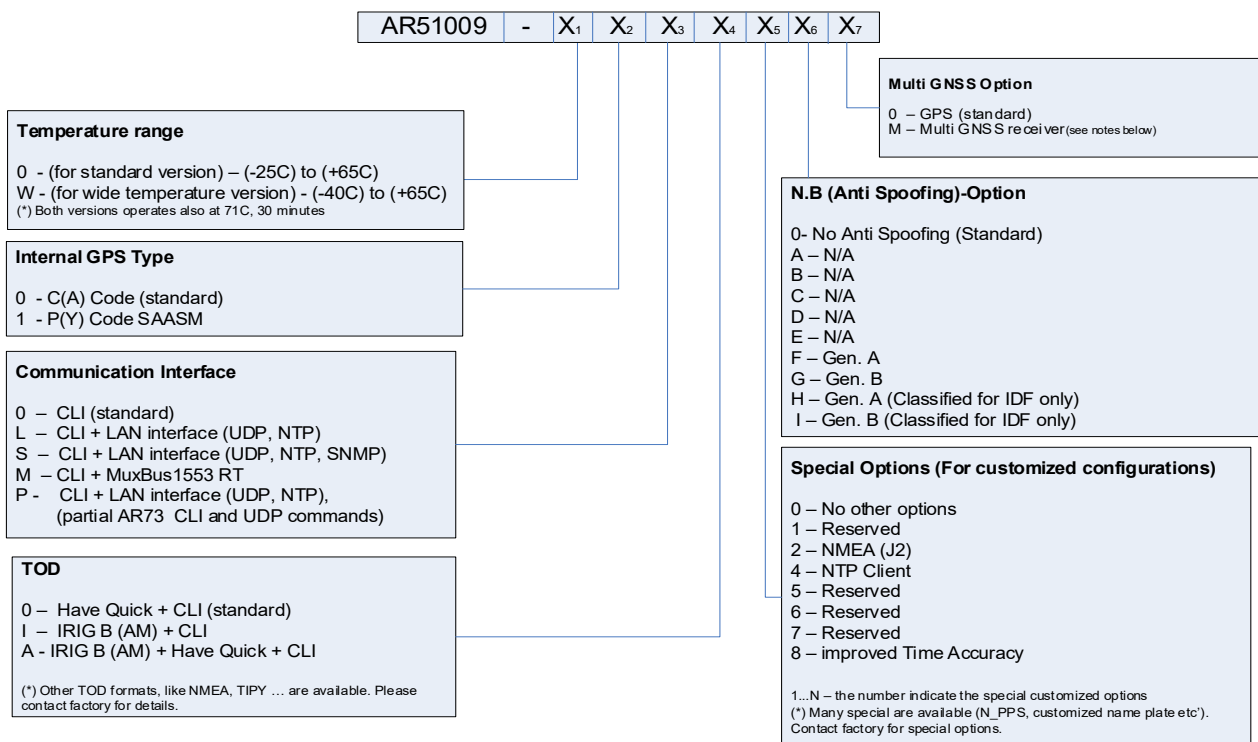 AR51009 - X1 X2 X3 X4 X5 X6 X7
Multi GNSS Option
0 – GPS (standard)
M – Multi GNSS receiver(see notes below)
Temperature range
0 - (for standard version) – (-25C) to (+65C)
W - (for wide temperature version) - (-40C) to (+65C)
(*) Both versions operates also at 71C, 30 minutes
N.B (Anti Spoofing)-Option
0- No Anti Spoofing (Standard)
A – N/A
B – N/A
C – N/A
D – N/A
E – N/A
F – Gen. A
G – Gen. B
H – Gen. A (Classified for IDF only)
I – Gen. B (Classified for IDF only)
Internal GPS Type
0 - C(A) Code (standard)
1 - P(Y) Code SAASM
Communication Interface
0 – CLI (standard)
L – CLI + LAN interface (UDP, NTP)
S – CLI + LAN interface (UDP, NTP, SNMP)
M – CLI + MuxBus1553 RT
P - CLI + LAN interface (UDP, NTP),
(partial AR73 CLI and UDP commands)
Special Options (For customized configurations)
0 – No other options
1 – Reserved
2 – NMEA (J2)
4 – NTP Client
5 – Reserved
6 – Reserved
7 – Reserved
8 – improved Time Accuracy
1...N – the number indicate the special customized options
(*) Many special are available (N_PPS, customized name plate etc').
Contact factory for special options.
TOD
0 – Have Quick + CLI (standard)
I – IRIG B (AM) + CLI
A - IRIG B (AM) + Have Quick + CLI
(*) Other TOD formats, like NMEA, TIPY … are available. Please
contact factory for details.